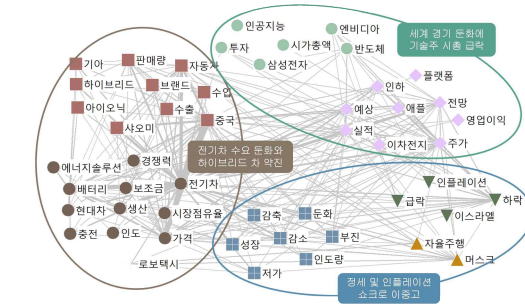 인공지능
엔비디아
투자
시가총액
반도체
삼성전자
세계 경기 둔화에
기술주 시총 급락
기아
판매량
자동차
하이브리드
브랜드
수입
아이오닉
수출
샤오미
중국
플랫폼
인하
예상
애플
전망
영업이익
실적
이차전지
주가
전기차 수요 둔화와
하이브리드 차 약진
에너지솔루션
경쟁력
배터리
보조금
전기차
현대차
생산
시장점유율
충전
인도
가격
로보택시
인플레이션
급락
하락
이스라엘
감축
둔화
성장
감소
부진
자율주행
인도량
머스크
저가
정세 및 인플레이션
쇼크로 이중고